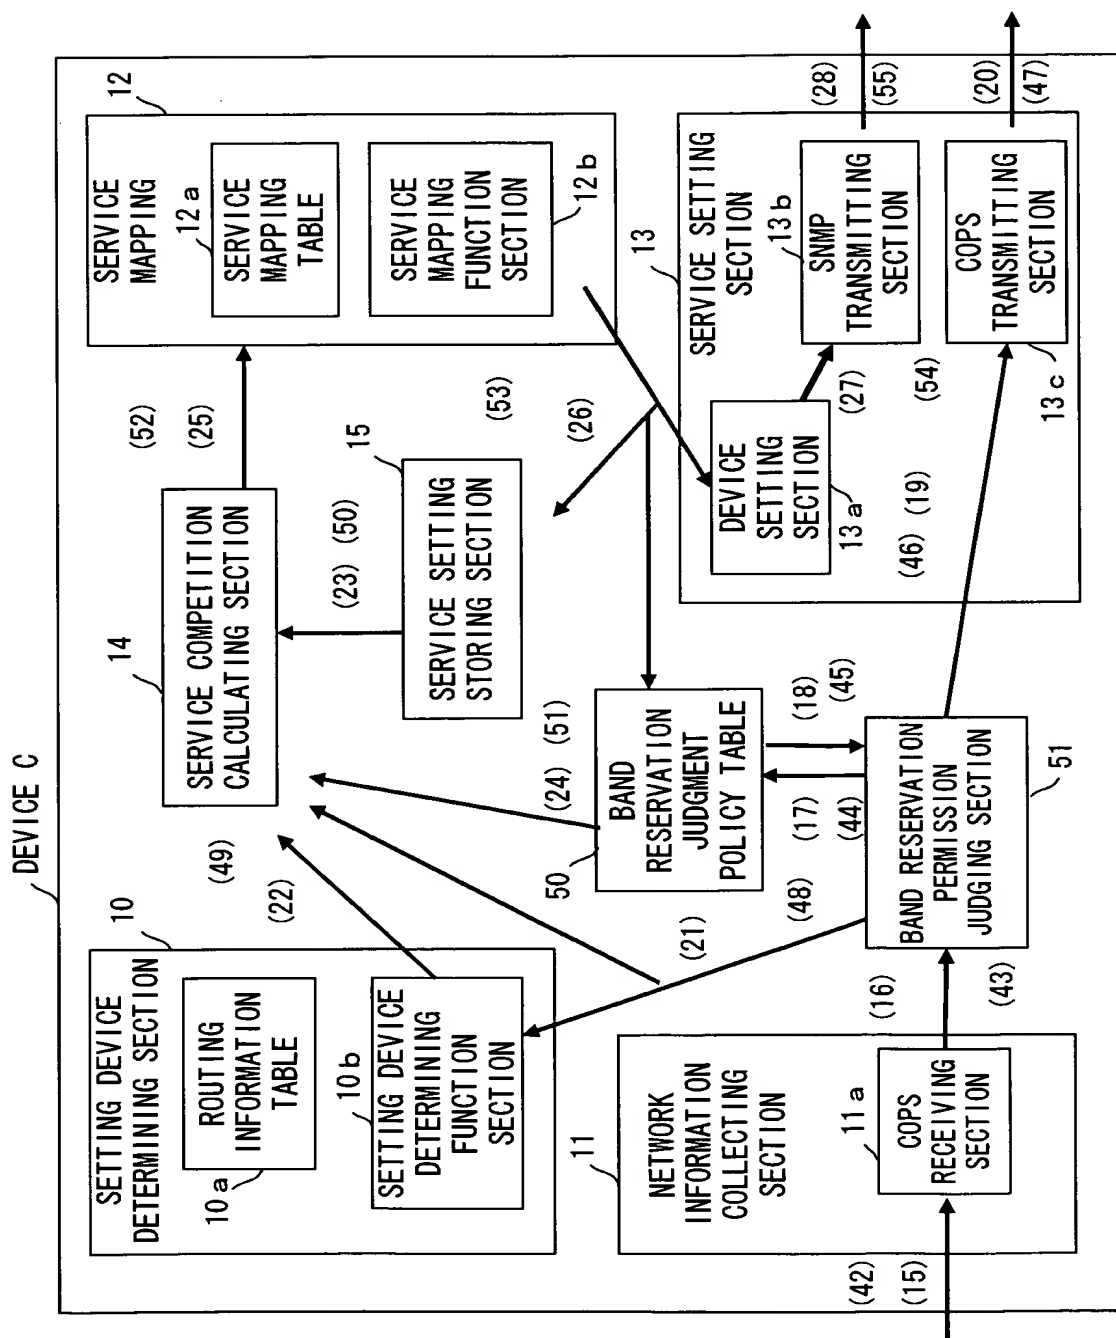 DEVICE C
SETTING DEVICE
DETERMINING SECTION
10
ROUTING
INFORMATION
TABLE
10a
10b
SETTING DEVICE
DETERMINING
FUNCTION
SECTION
(49)
(22)
14
SERVICE COMPETITION
CALCULATING SECTION
(52)
(25)
12
SERVICE
MAPPING
12a
SERVICE
MAPPING
TABLE
SERVICE
MAPPING
FUNCTION
SECTION
12b
(23)
(50)
15
SERVICE SETTING
STORING SECTION
(53)
(26)
(21)
(48)
(24)
(51)
50
BAND
RESERVATION
JUDGMENT
POLICY TABLE
(17)
(44)
(18)
(45)
11
NETWORK
INFORMATION
COLLECTING
SECTION
11a
COPS
RECEIVING
SECTION
(42)
(15)
(16)
(43)
BAND RESERVATION
PERMISSION
JUDGING SECTION
51
(46)
(19)
13
SERVICE SETTING
SECTION
DEVICE
SETTING
SECTION
13a
(27)
(54)
13b
SNMP
TRANSMITTING
SECTION
COPS
TRANSMITTING
SECTION
13c
(28)
(55)
(20)
(47)